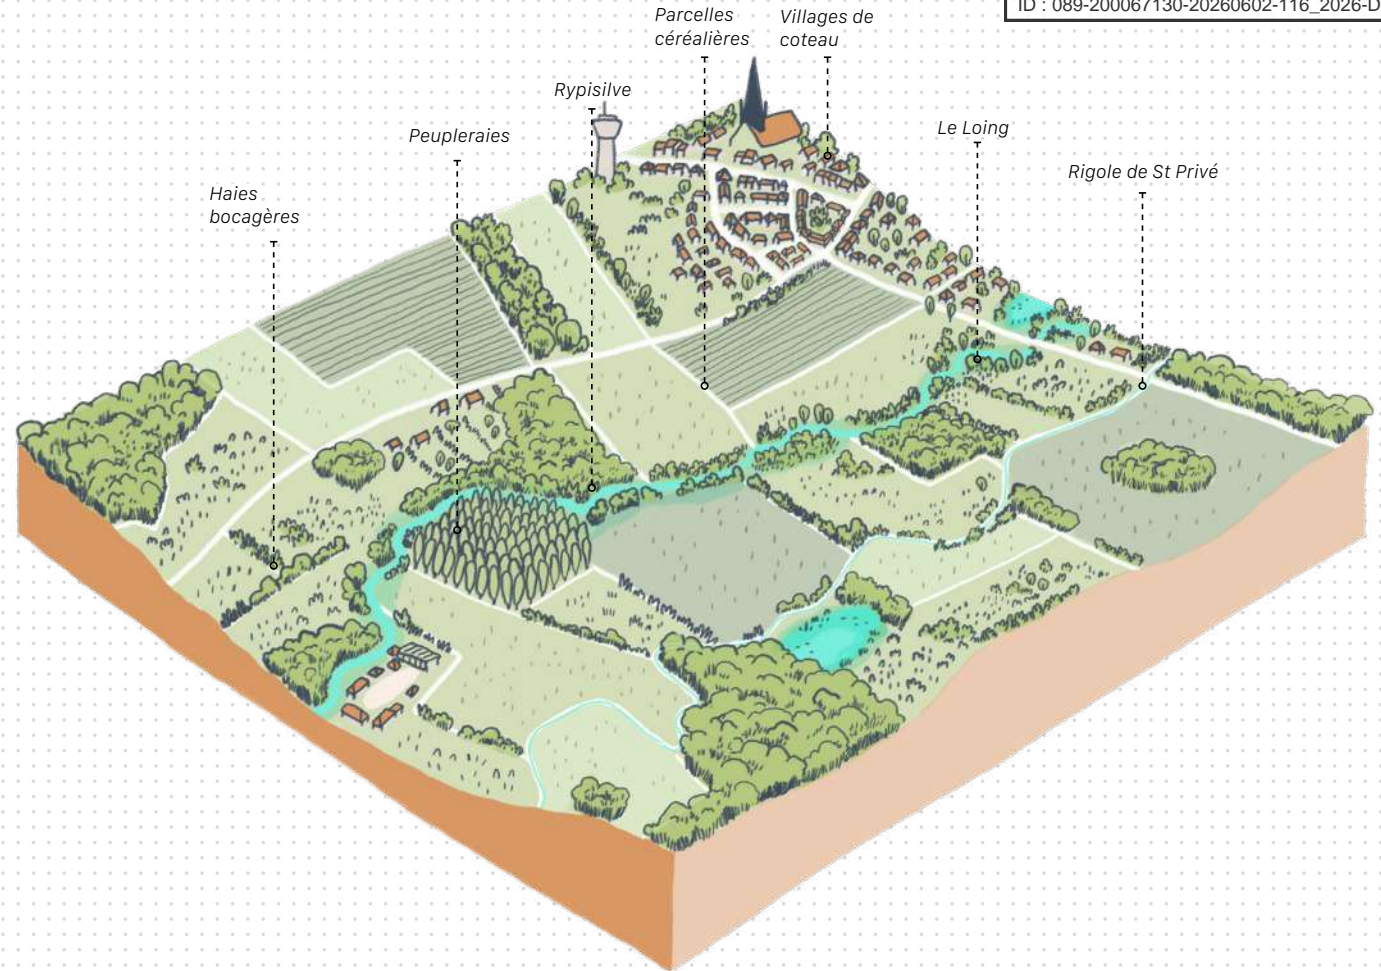 ID : 089-200067130-20260602-116_2026-D
Parcelles
céréalières
Villages de
coteau
Rypisilve
Peupleraies
Le Loing
Rigole de St Privé
Haies
bocagères